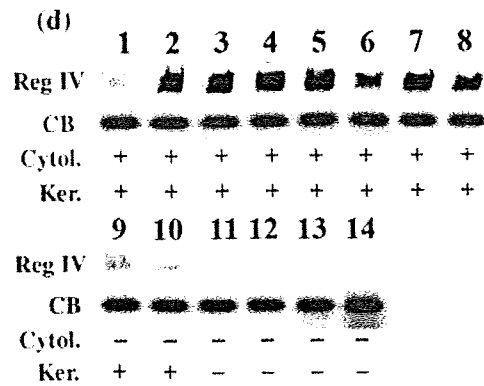 (d)
1 2 3 4 5 6 7 8
Reg IV
CB
Cytol. + + + + + + + +
Ker. + + + + + + + +
9 10 11 12 13 14
Reg IV
CB
Cytol. − − − − − −
Ker. + + − − − −